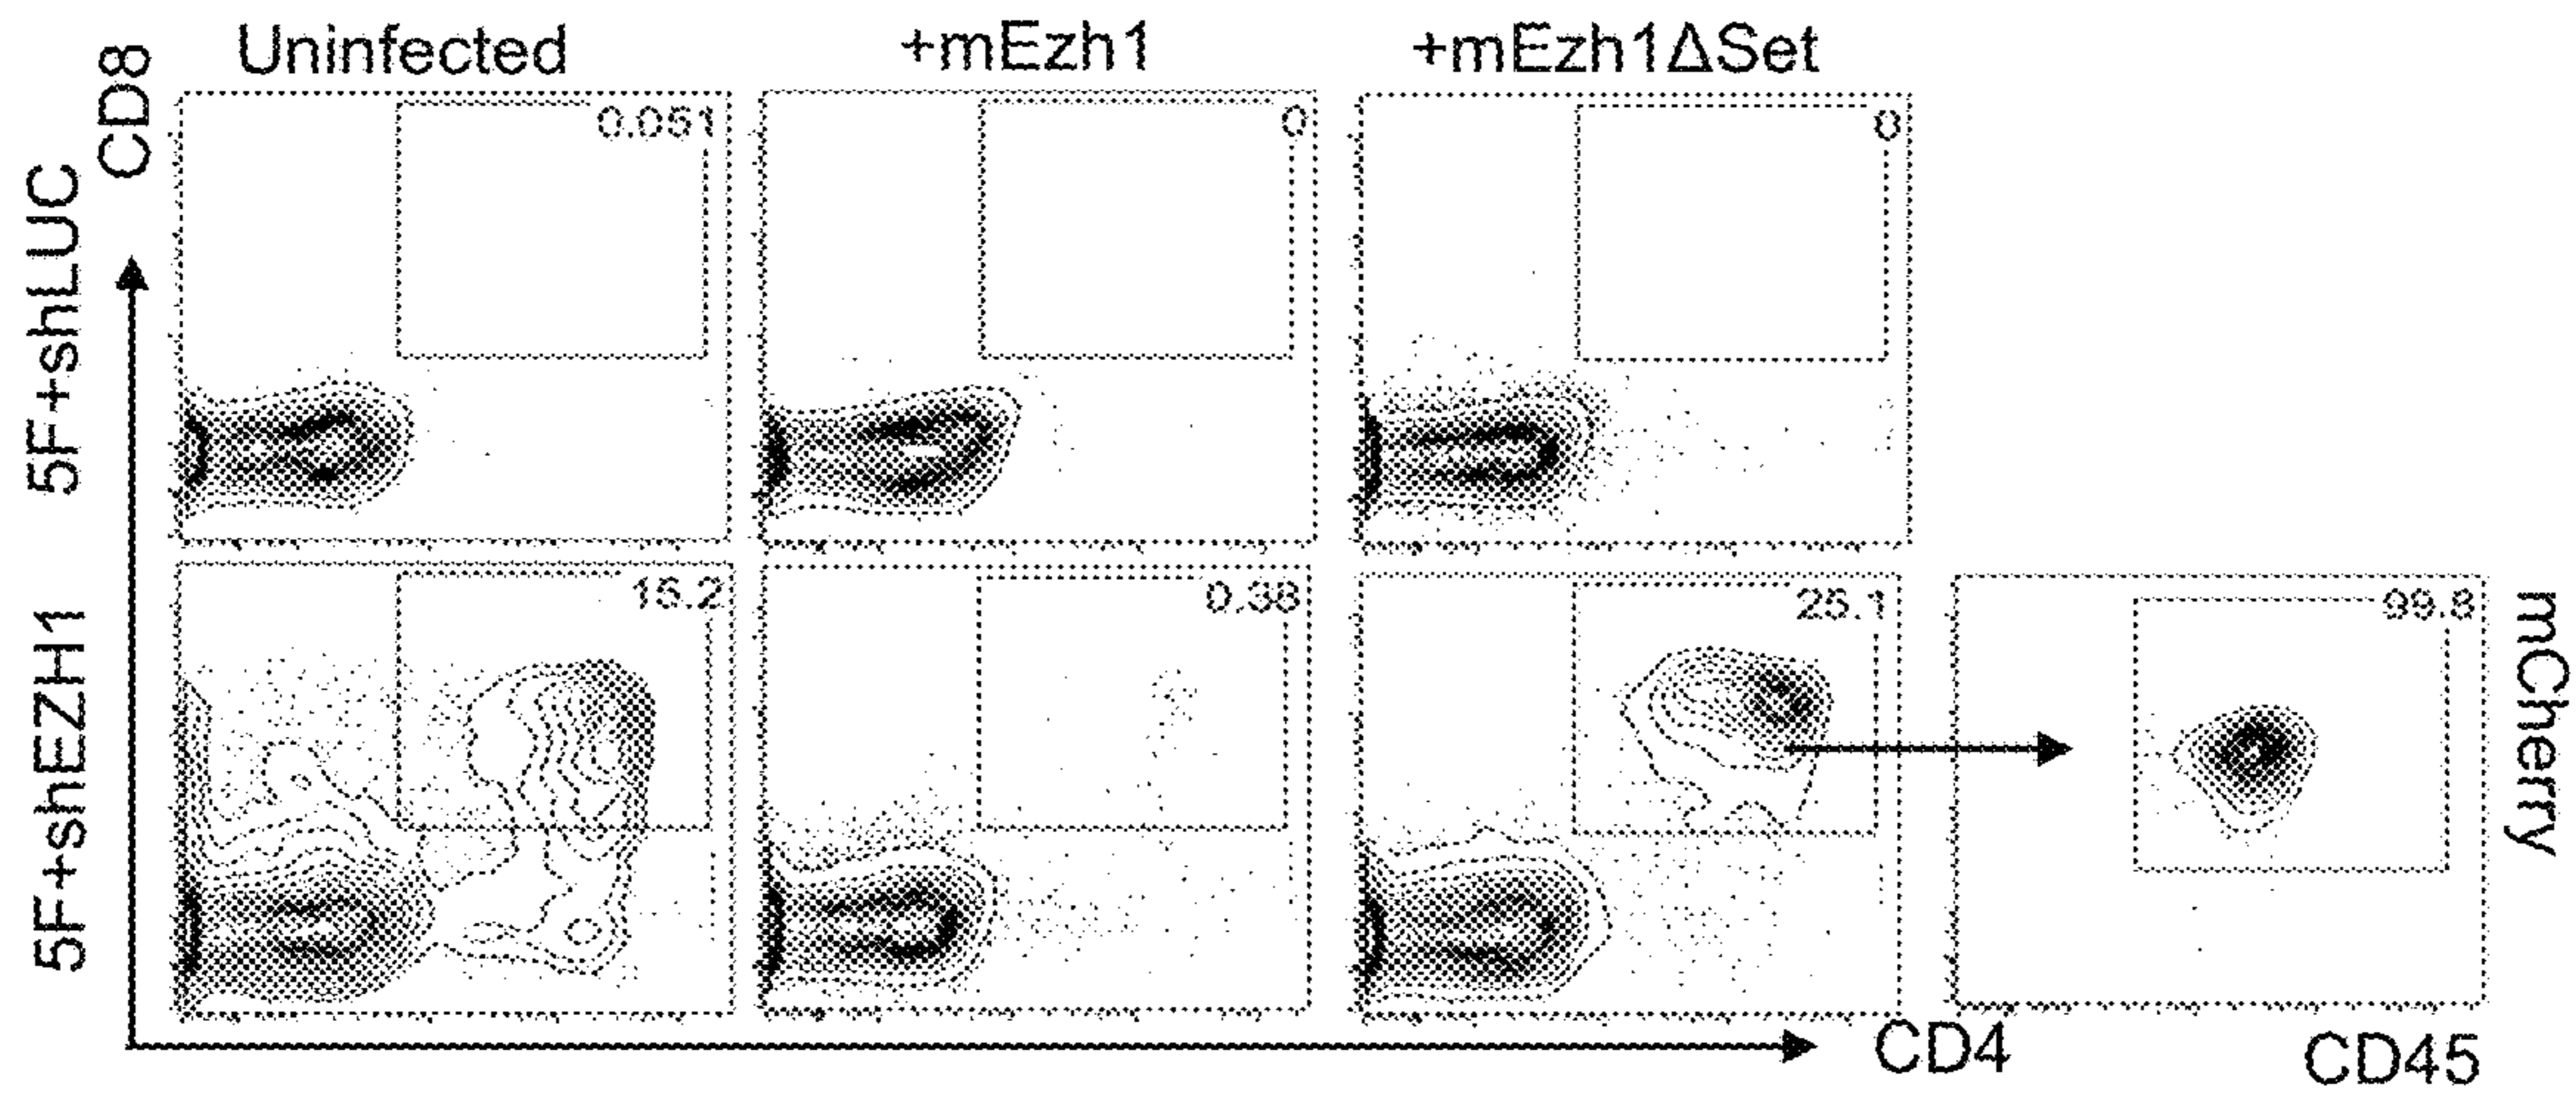 Uninfected
+mEzh1
+mEzh1ΔSet
CD8
5F+shLUC
0.051
0
0
5F+shEZH1
15.2
0.38
25.1
99.8
mCherry
CD4
CD45